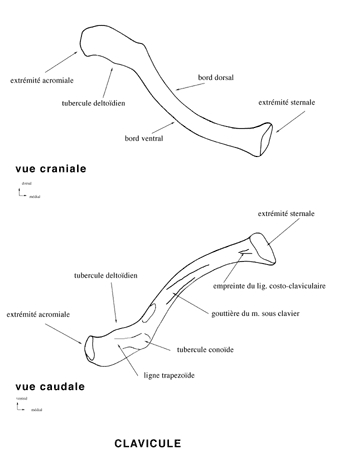 extrémité acromiale
tubercule deltoïdien
bord dorsal
extrémité sternale
bord ventral
vue craniale
dorsal
médial
extrémité sternale
tubercule deltoïdien
empreinte du lig. costo-claviculaire
gouttière du m. sous clavier
extrémité acromiale
tubercule conoïde
ligne trapezoïde
vue caudale
ventral
médial
CLAVICULE